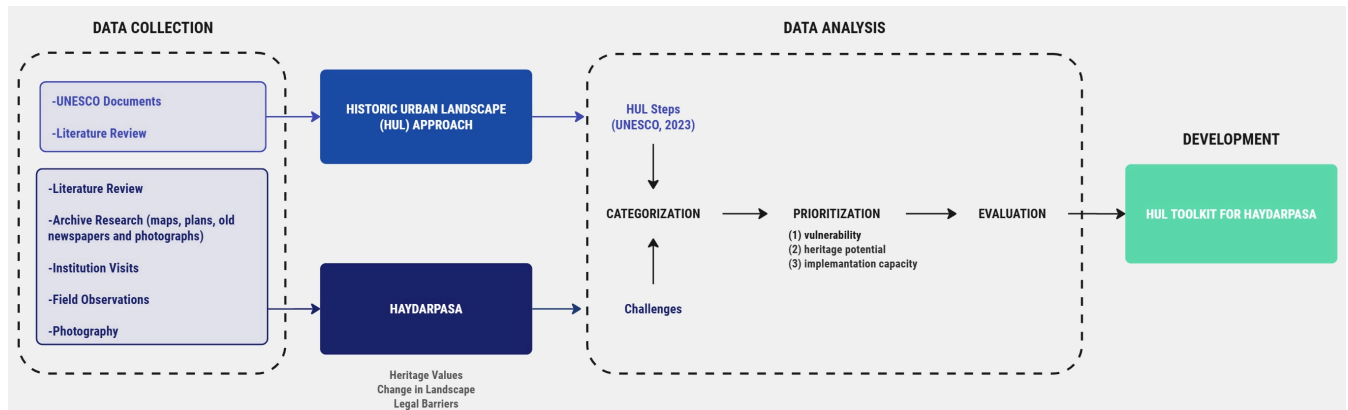 DATA COLLECTION
-UNESCO Documents
-Literature Review
-Literature Review
-Archive Research (maps, plans, old
newspapers and photographs)
-Institution Visits
-Field Observations
-Photography
HISTORIC URBAN LANDSCAPE
(HUL) APPROACH
HAYDARPASA
Heritage Values
Change in Landscape
Legal Barriers
DATA ANALYSIS
HUL Steps
(UNESCO, 2023)
CATEGORIZATION
Challenges
PRIORITIZATION
(1) vulnerability
(2) heritage potential
(3) implemantation capacity
EVALUATION
DEVELOPMENT
HUL TOOLKIT FOR HAYDARPASA